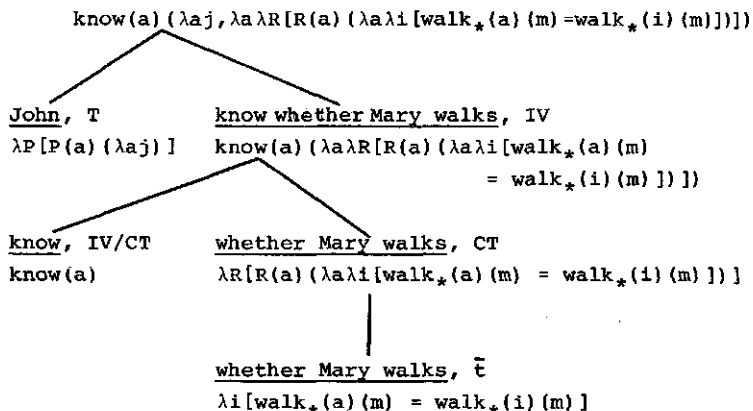 know(a)(λaj,λaλR[R(a)(λaλi[walk*(a)(m)=walk*(i)(m)])])
John, T know whether Mary walks, IV
λP[P(a)(λaj)] know(a)(λaλR[R(a)(λaλi[walk*(a)(m)
= walk*(i)(m)])])
know, IV/CT whether Mary walks, CT
know(a) λR[R(a)(λaλi[walk*(a)(m) = walk*(i)(m)])]
whether Mary walks, t̄
λi[walk*(a)(m) = walk*(i)(m)]